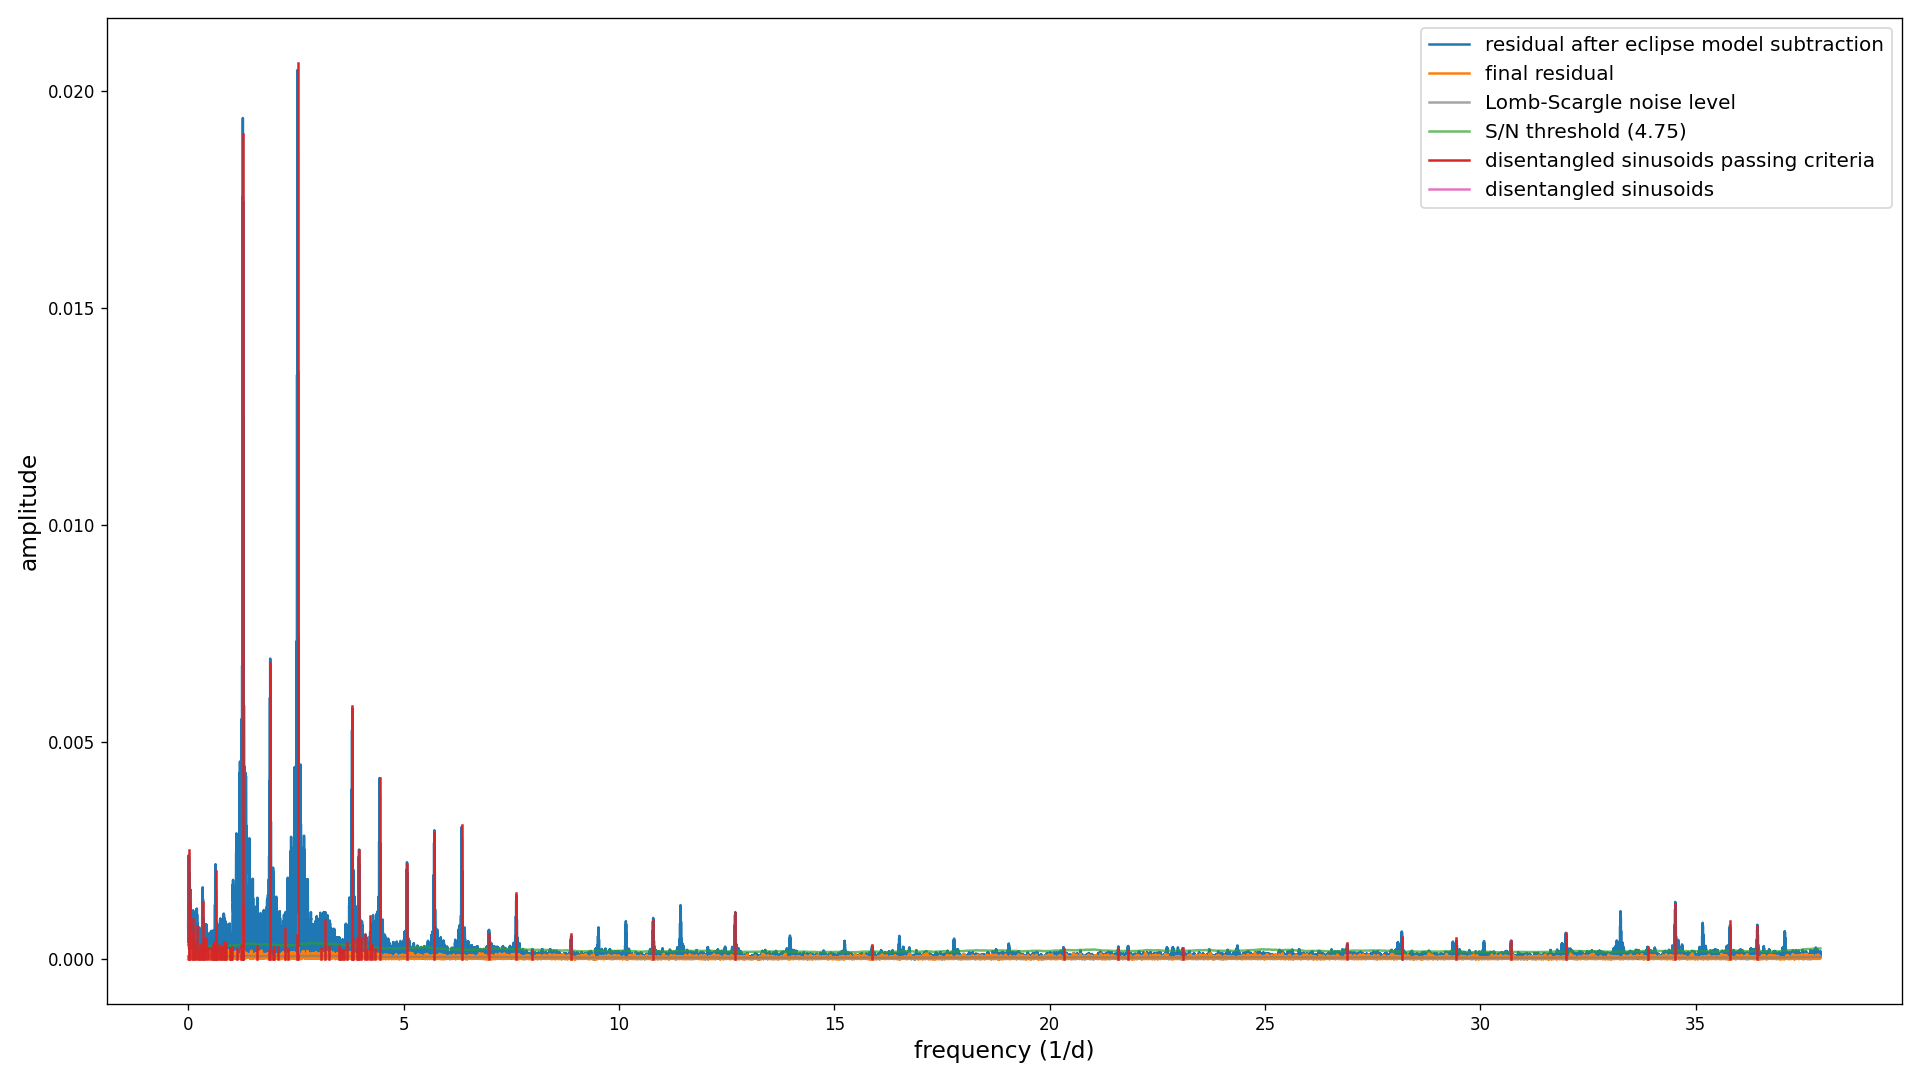 residual after eclipse model subtraction
final residual
Lomb-Scargle noise level
S/N threshold (4.75)
disentangled sinusoids passing criteria
disentangled sinusoids
0.020
0.015
0.010
0.005
0.000
amplitude
0 5 10 15 20 25 30 35
frequency (1/d)